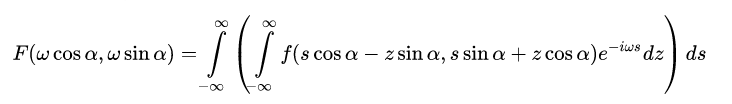 F(ω cos α, ω sin α) = ∫_{-∞}^{∞} ( ∫_{-∞}^{∞} f(s cos α − z sin α, s sin α + z cos α)e^{−iωs} dz ) ds